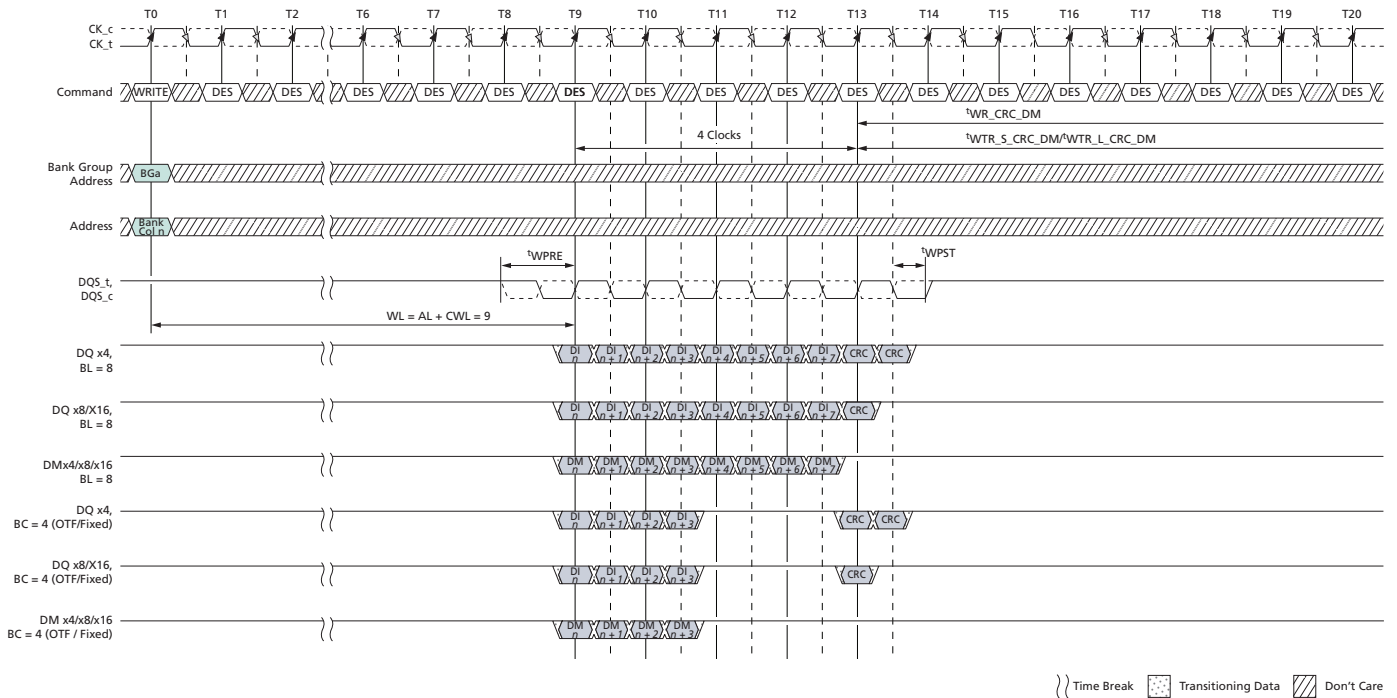 T0 T1 T2 T6 T7 T8 T9 T10 T11 T12 T13 T14 T15 T16 T17 T18 T19 T20
CK_c
CK_t
Command WRITE DES DES DES DES DES DES DES DES DES DES DES DES DES DES DES DES DES
tWR_CRC_DM
4 Clocks
tWTR_S_CRC_DM/tWTR_L_CRC_DM
Bank Group
Address
BGa
Address
Bank
Col n
tWPRE
tWPST
DQS_t,
DQS_c
WL = AL + CWL = 9
DQ x4,
BL = 8
DI DI DI DI DI DI DI DI CRC CRC
n n + 1 n + 2 n + 3 n + 4 n + 5 n + 6 n + 7
DQ x8/X16,
BL = 8
DI DI DI DI DI DI DI DI CRC
n n + 1 n + 2 n + 3 n + 4 n + 5 n + 6 n + 7
DMx4/x8/x16
BL = 8
DM DM DM DM DM DM DM DM
n n + 1 n + 2 n + 3 n + 4 n + 5 n + 6 n + 7
DQ x4,
BC = 4 (OTF/Fixed)
DI DI DI DI CRC CRC
n n + 1 n + 2 n + 3
DQ x8/X16,
BC = 4 (OTF/Fixed)
DI DI DI DI CRC
n n + 1 n + 2 n + 3
DM x4/x8/x16
BC = 4 (OTF / Fixed)
DM DM DM DM
n n + 1 n + 2 n + 3
Time Break Transitioning Data Don't Care